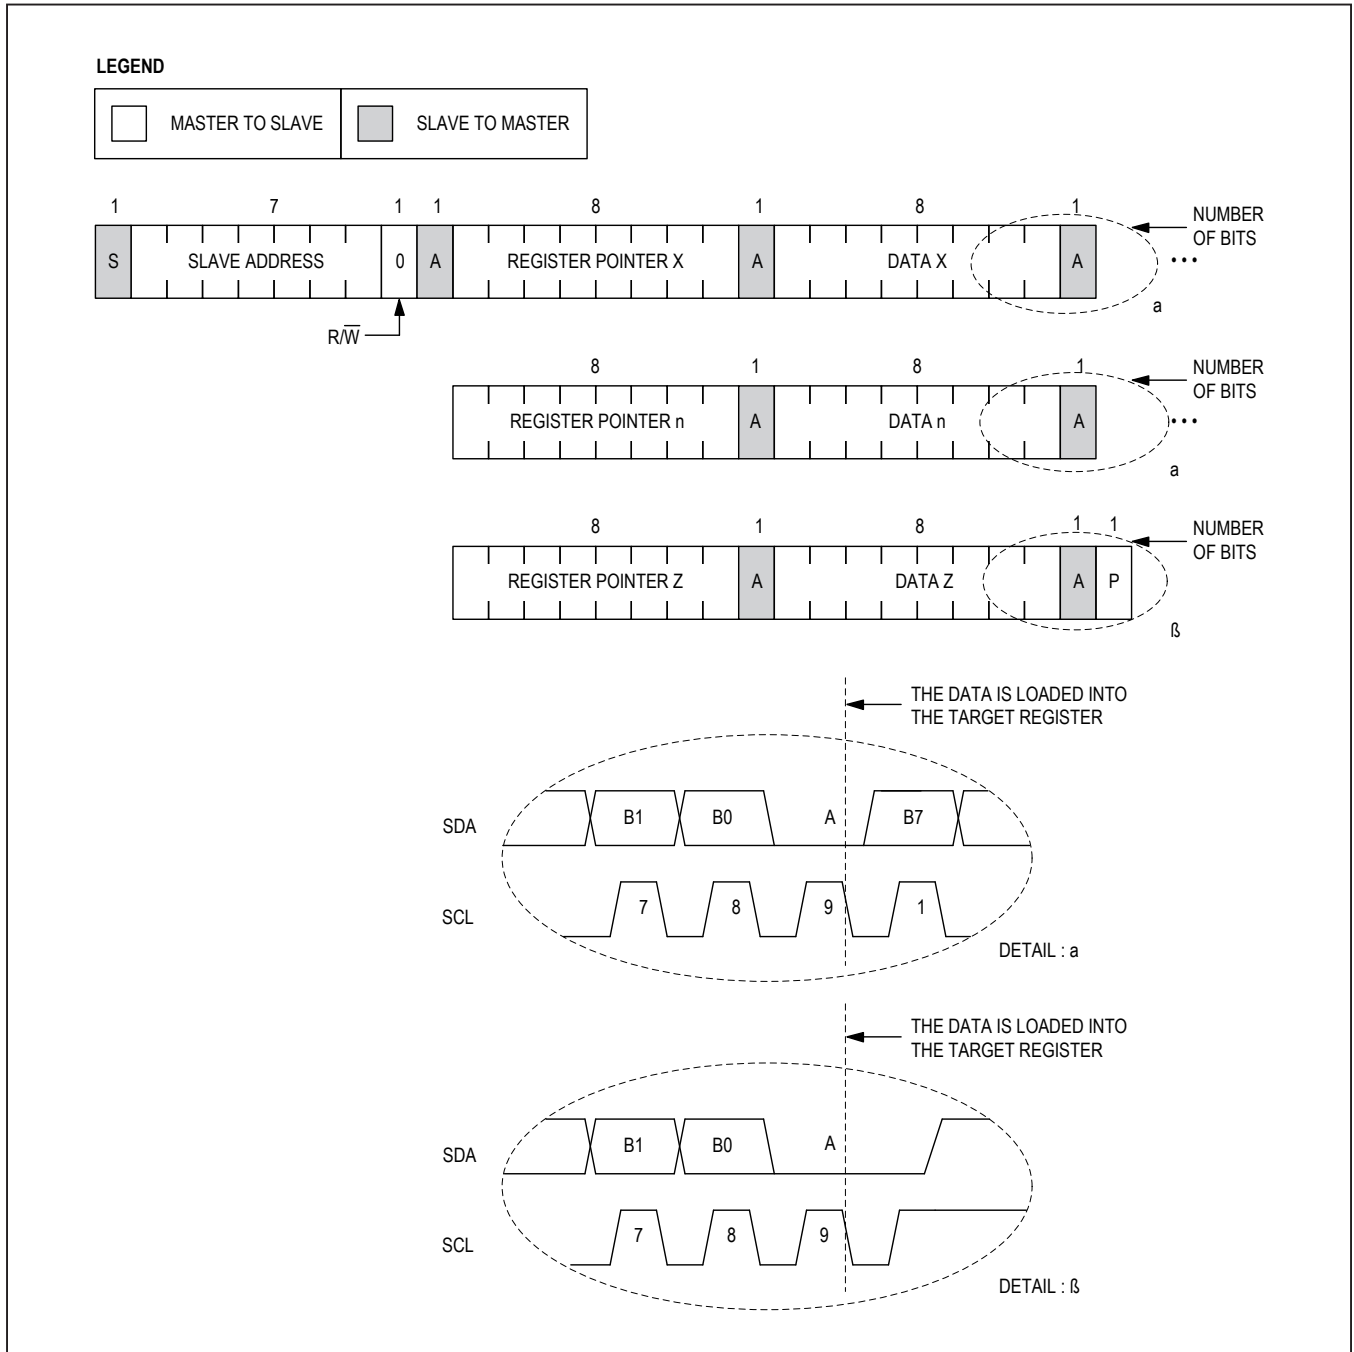 LEGEND
MASTER TO SLAVE SLAVE TO MASTER
1 7 1 1 8 1 8 1 NUMBER
OF BITS
S SLAVE ADDRESS 0 A REGISTER POINTER X A DATA X A •••
a
R/W̅
8 1 8 1 NUMBER
OF BITS
REGISTER POINTER n A DATA n A •••
a
8 1 8 1 1 NUMBER
OF BITS
REGISTER POINTER Z A DATA Z A P
ß
THE DATA IS LOADED INTO
THE TARGET REGISTER
SDA B1 B0 A B7
SCL 7 8 9 1
DETAIL : a
THE DATA IS LOADED INTO
THE TARGET REGISTER
SDA B1 B0 A
SCL 7 8 9
DETAIL : ß